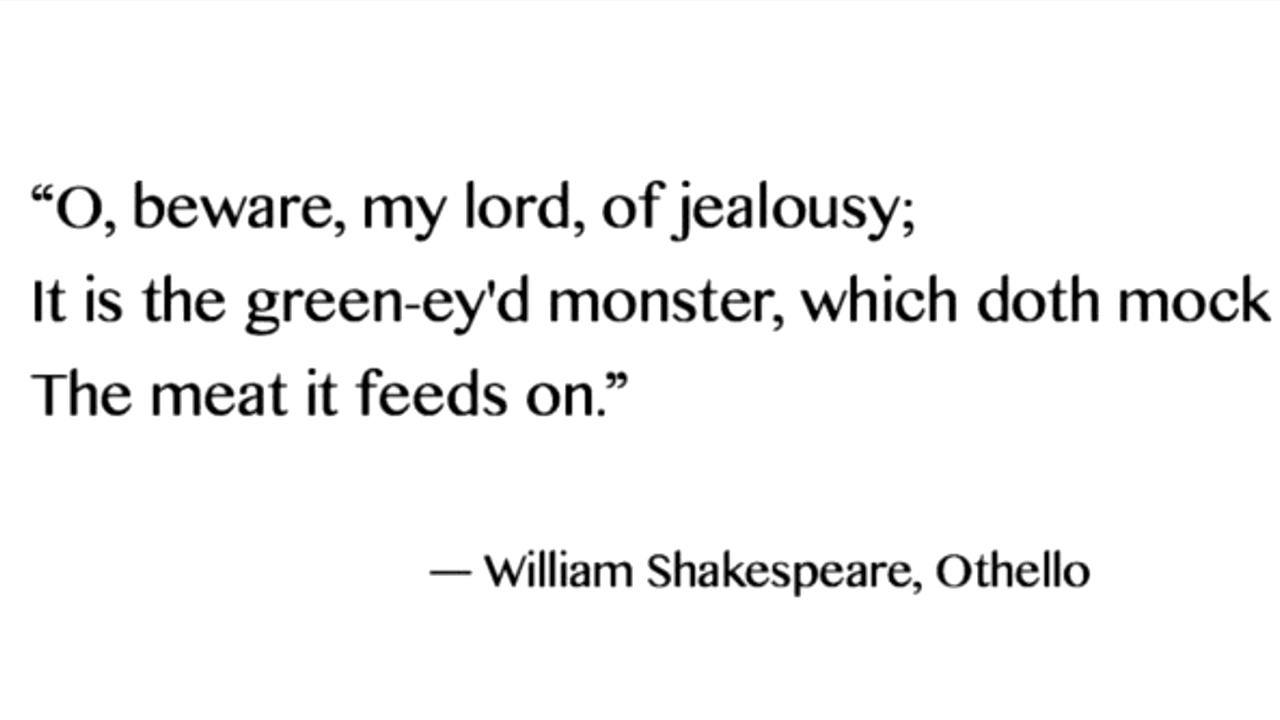 “O, beware, my lord, of jealousy;
It is the green-ey'd monster, which doth mock
The meat it feeds on.”
— William Shakespeare, Othello